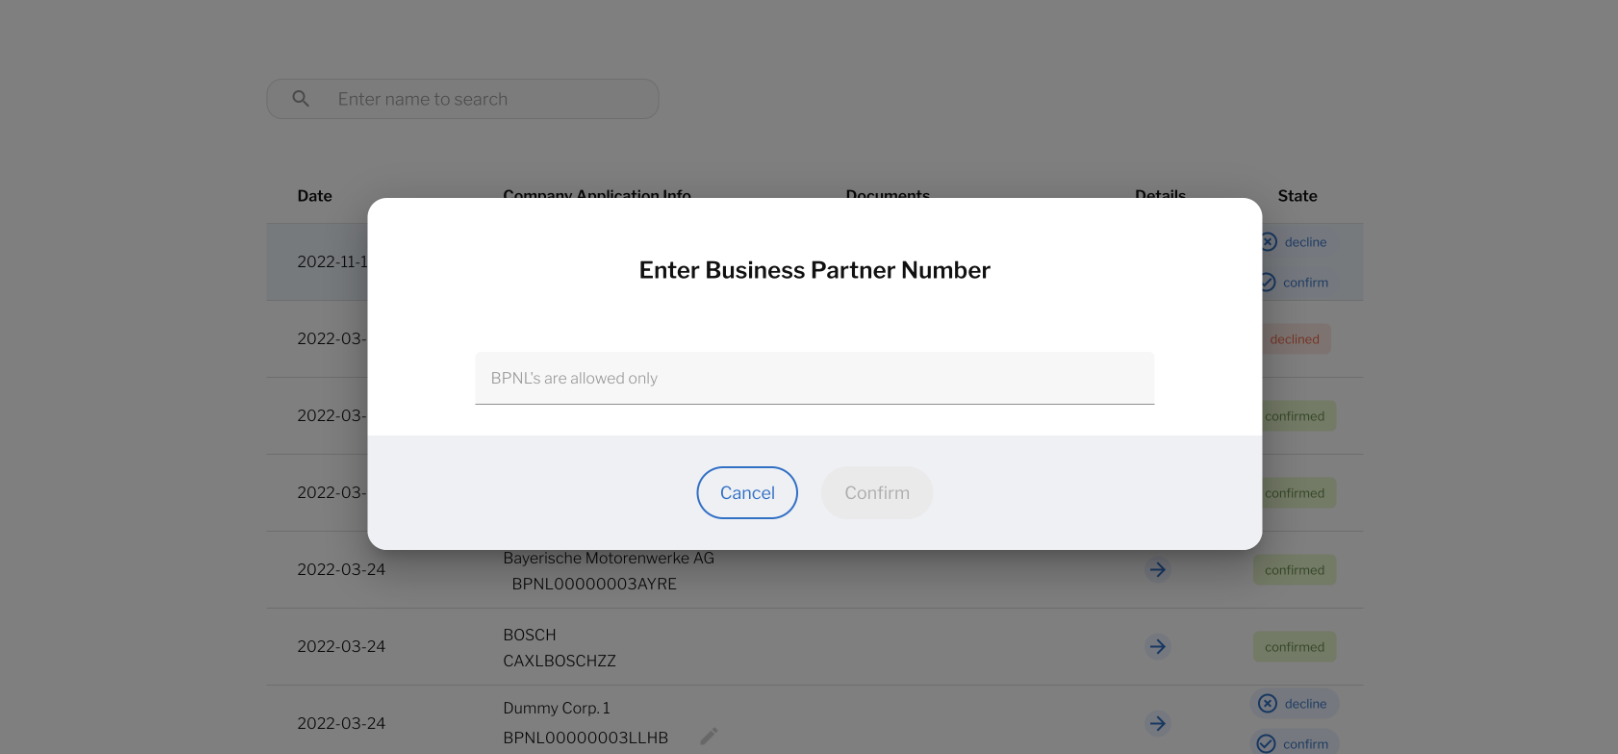 Enter name to search
Date Company Application Info Documents Details State
Enter Business Partner Number
BPNL's are allowed only
Cancel Confirm
2022-11-1
decline
confirm
2022-03-
declined
2022-03-
confirmed
2022-03-
confirmed
2022-03-24
Bayerische Motorenwerke AG
BPNL00000003AYRE
confirmed
2022-03-24
BOSCH
CAXLBOSCHZZ
confirmed
2022-03-24
Dummy Corp. 1
BPNL00000003LLHB
decline
confirm